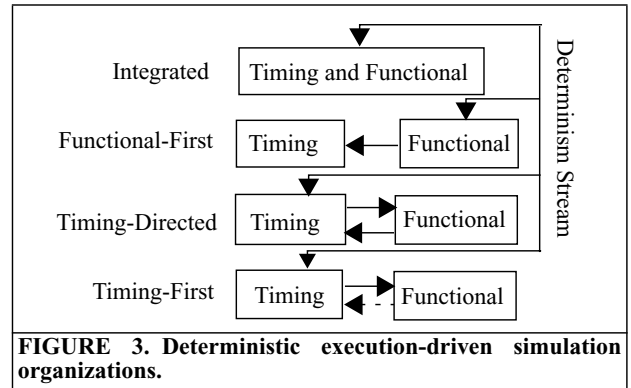 Integrated
Timing and Functional
Functional-First
Timing
Functional
Timing-Directed
Timing
Functional
Timing-First
Timing
Functional
Determinism Stream
FIGURE 3. Deterministic execution-driven simulation
organizations.